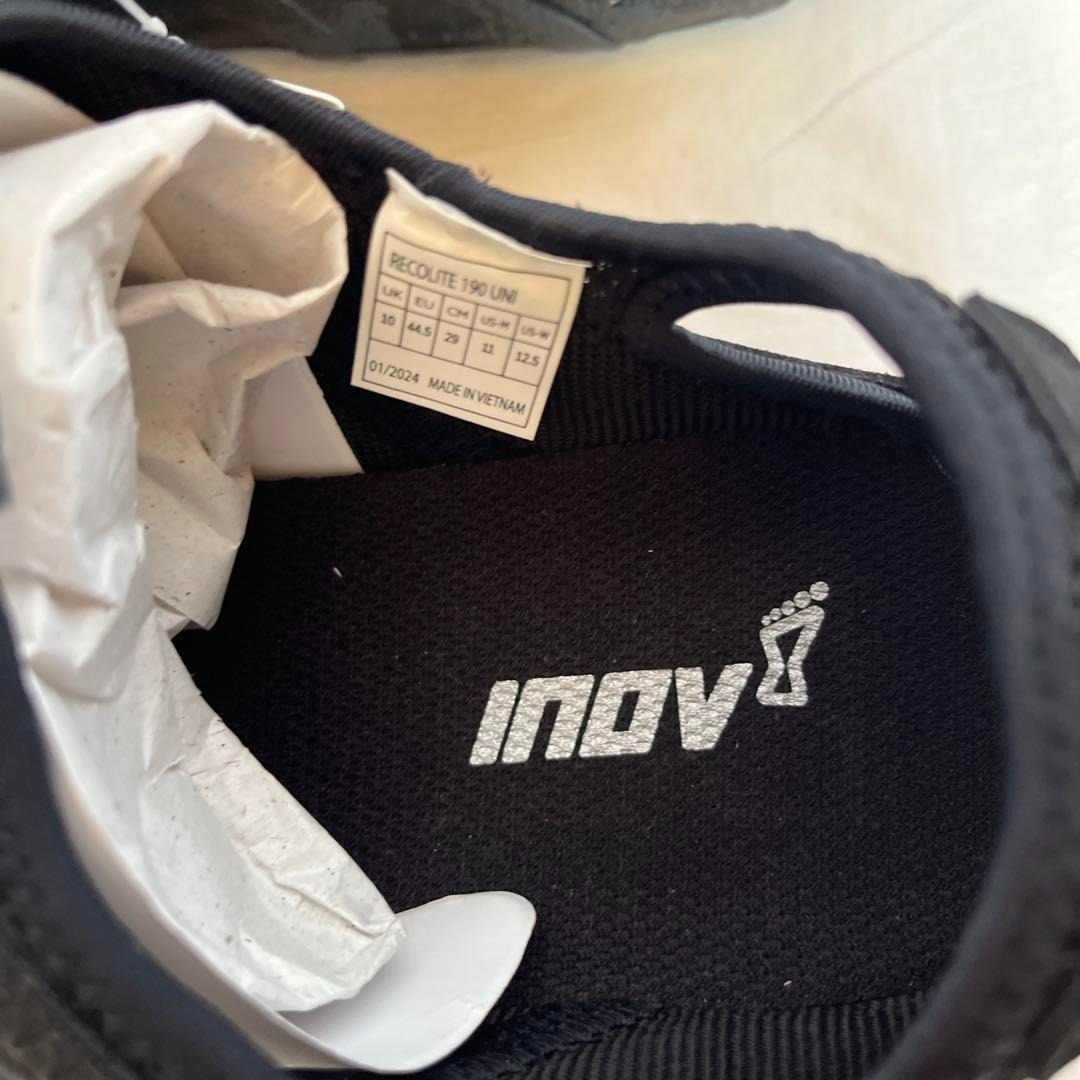 RECOLITE 190 UNI
UK EU CM US-M US-W
10 44.5 29 11 12.5
01/2024 MADE IN VIETNAM
INOV8